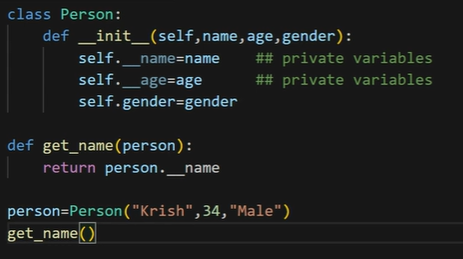 class Person:
    def __init__(self,name,age,gender):
        self.__name=name    ## private variables
        self.__age=age      ## private variables
        self.gender=gender

def get_name(person):
    return person.__name

person=Person("Krish",34,"Male")
get_name()